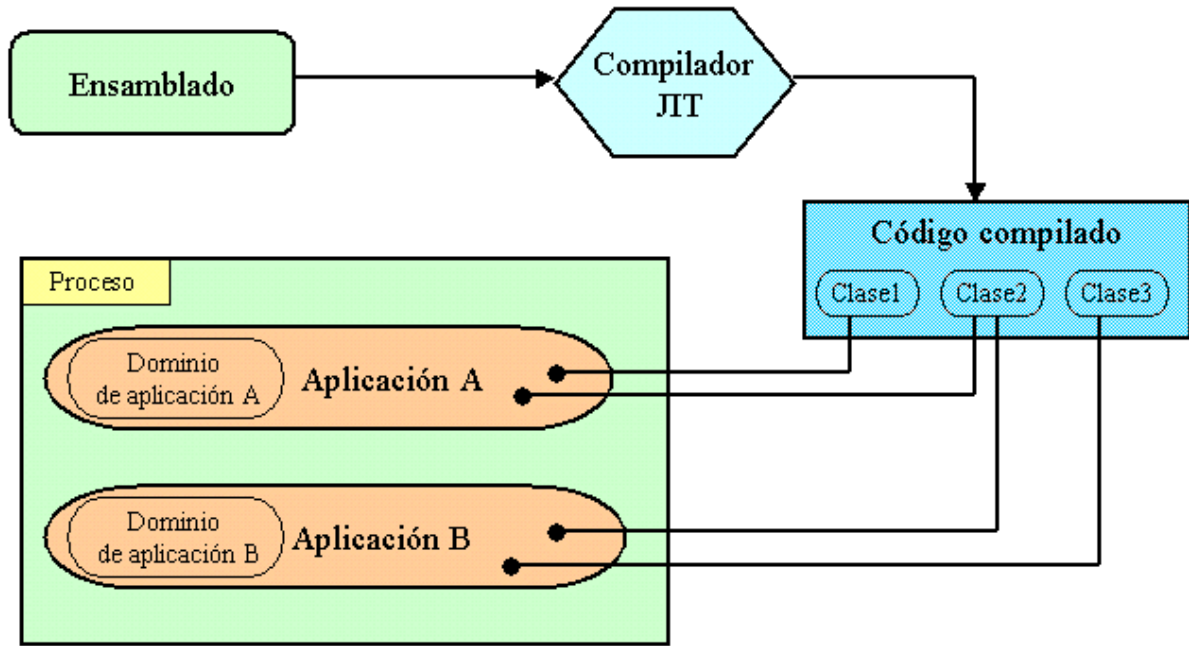 Ensamblado
Compilador
JIT
Código compilado
Clase1
Clase2
Clase3
Proceso
Dominio
de aplicación A
Aplicación A
Dominio
de aplicación B
Aplicación B